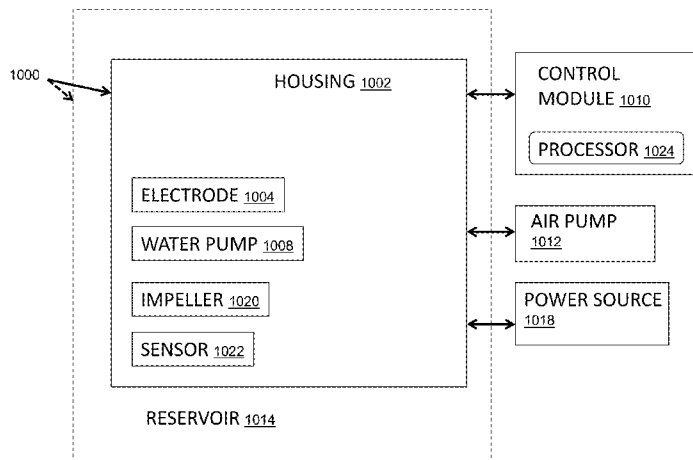 1000
HOUSING 1002
ELECTRODE 1004
WATER PUMP 1008
IMPELLER 1020
SENSOR 1022
RESERVOIR 1014
CONTROL
MODULE 1010
PROCESSOR 1024
AIR PUMP
1012
POWER SOURCE
1018